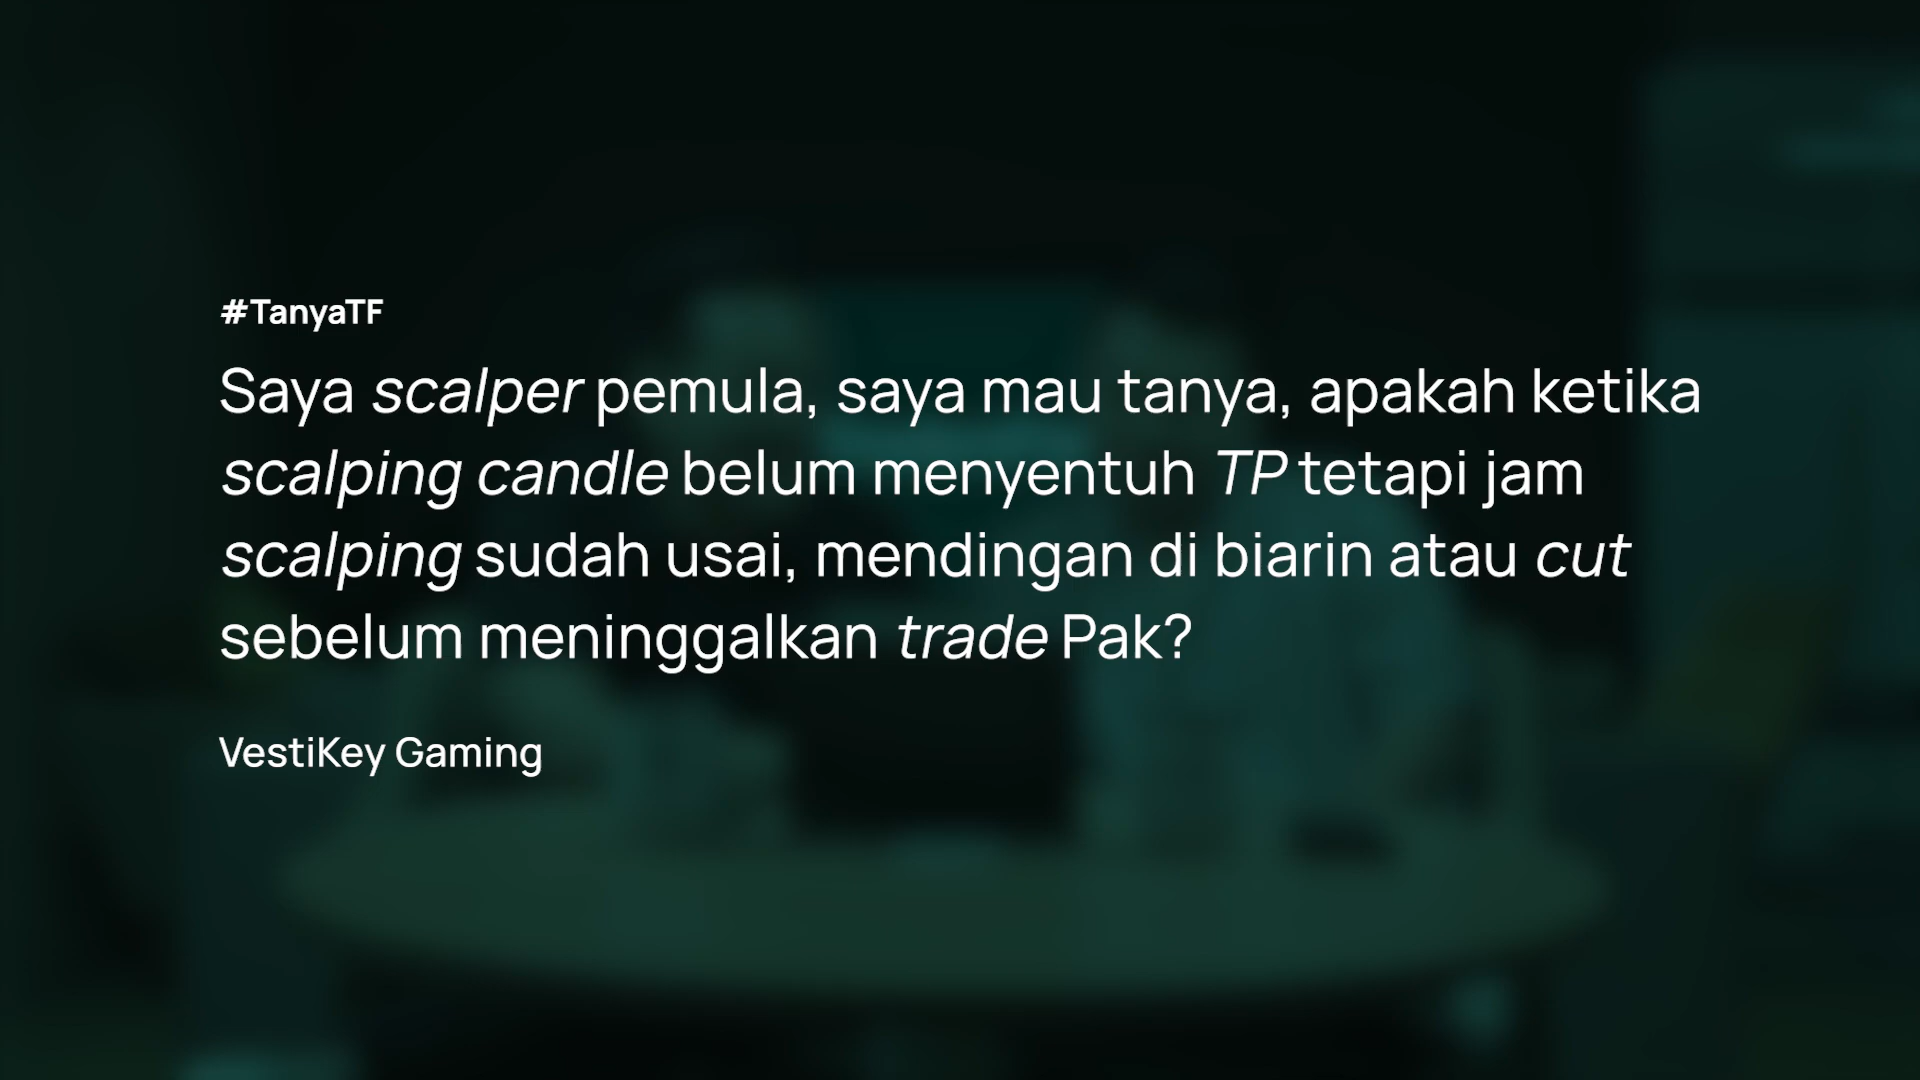 #TanyaTF
Saya scalper pemula, saya mau tanya, apakah ketika
scalping candle belum menyentuh TP tetapi jam
scalping sudah usai, mendingan di biarin atau cut
sebelum meninggalkan trade Pak?
VestiKey Gaming